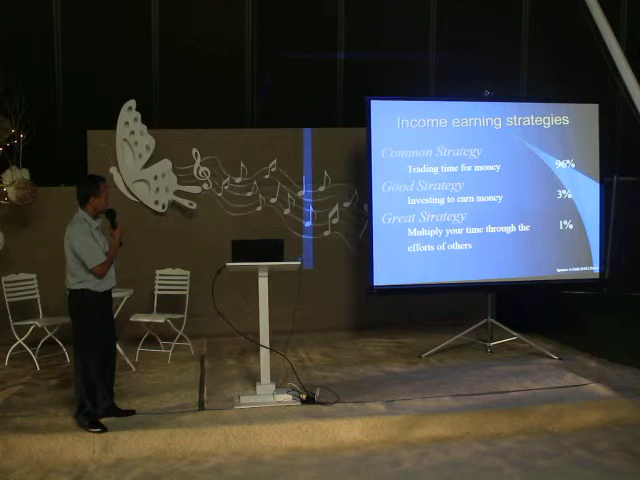 Income earning strategies
Common Strategy
Trading time for money 96%
Good Strategy
Investing to earn money 3%
Great Strategy
Multiply your time through the 1%
efforts of others